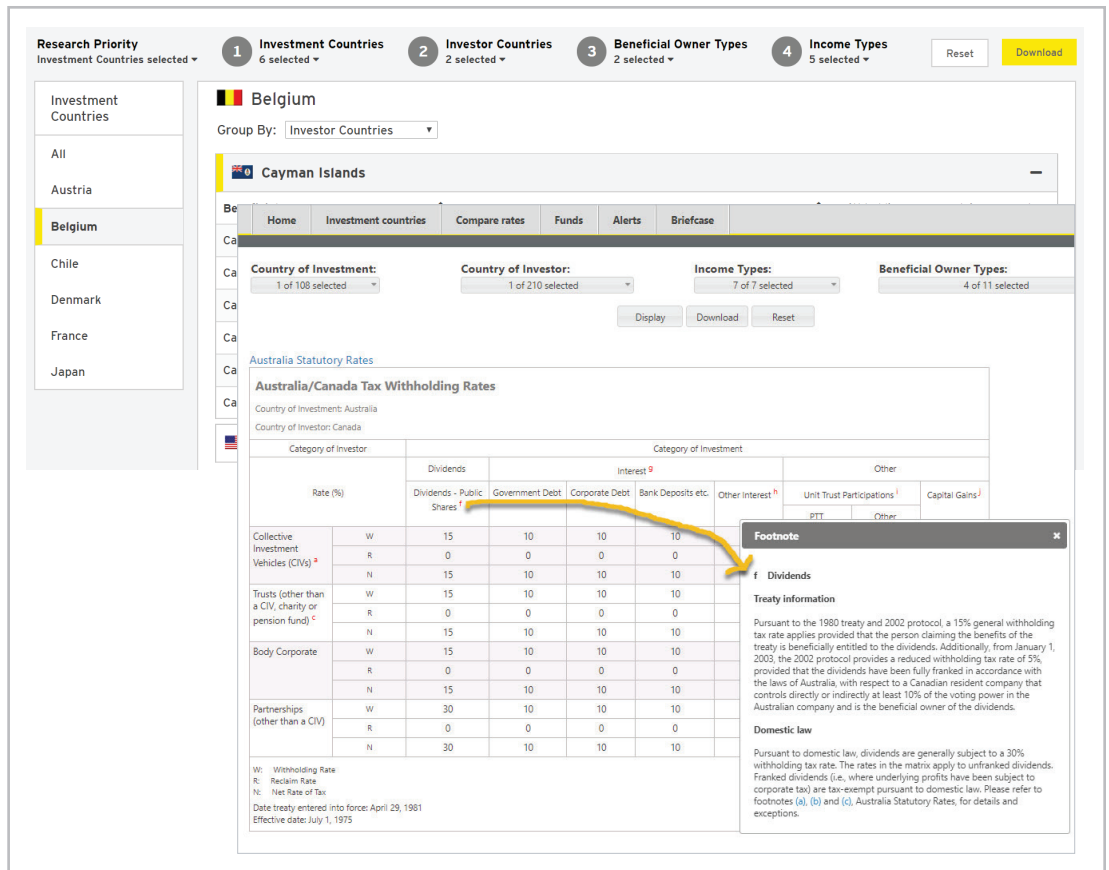 Research Priority
Investment Countries selected
1 Investment Countries
6 selected
2 Investor Countries
2 selected
3 Beneficial Owner Types
2 selected
4 Income Types
5 selected
Reset
Download
Investment
Countries
All
Austria
Belgium
Chile
Denmark
France
Japan
Belgium
Group By: Investor Countries
Cayman Islands
Be
Ca
Ca
Ca
Ca
Ca
Ca
Home Investment countries Compare rates Funds Alerts Briefcase
Country of Investment:
1 of 108 selected
Country of Investor:
1 of 210 selected
Income Types:
7 of 7 selected
Beneficial Owner Types:
4 of 11 selected
Display Download Reset
Australia Statutory Rates
Australia/Canada Tax Withholding Rates
Country of Investment: Australia
Country of Investor: Canada
Category of Investor Category of Investment
Rate (%)
Dividends Interest g Other
Dividends - Public
Shares f
Government Debt Corporate Debt Bank Deposits etc. Other Interest h Unit Trust Participations i Capital Gains j
PTT Other
Collective
Investment
Vehicles (CIVs) a
W 15 10 10 10
R 0 0 0 0
N 15 10 10 10
Trusts (other than
a CIV, charity or
pension fund) c
W 15 10 10 10
R 0 0 0 0
N 15 10 10 10
Body Corporate
W 15 10 10 10
R 0 0 0 0
N 15 10 10 10
Partnerships
(other than a CIV)
W 30 10 10 10
R 0 0 0 0
N 30 10 10 10
W: Withholding Rate
R: Reclaim Rate
N: Net Rate of Tax
Date treaty entered into force: April 29, 1981
Effective date: July 1, 1975
Footnote ×
f Dividends
Treaty information
Pursuant to the 1980 treaty and 2002 protocol, a 15% general withholding
tax rate applies provided that the person claiming the benefits of the
treaty is beneficially entitled to the dividends. Additionally, from January 1,
2003, the 2002 protocol provides a reduced withholding tax rate of 5%,
provided that the dividends have been fully franked in accordance with
the laws of Australia, with respect to a Canadian resident company that
controls directly or indirectly at least 10% of the voting power in the
Australian company and is the beneficial owner of the dividends.
Domestic law
Pursuant to domestic law, dividends are generally subject to a 30%
withholding tax rate. The rates in the matrix apply to unfranked dividends.
Franked dividends (i.e., where underlying profits have been subject to
corporate tax) are tax-exempt pursuant to domestic law. Please refer to
footnotes (a), (b) and (c), Australia Statutory Rates, for details and
exceptions.